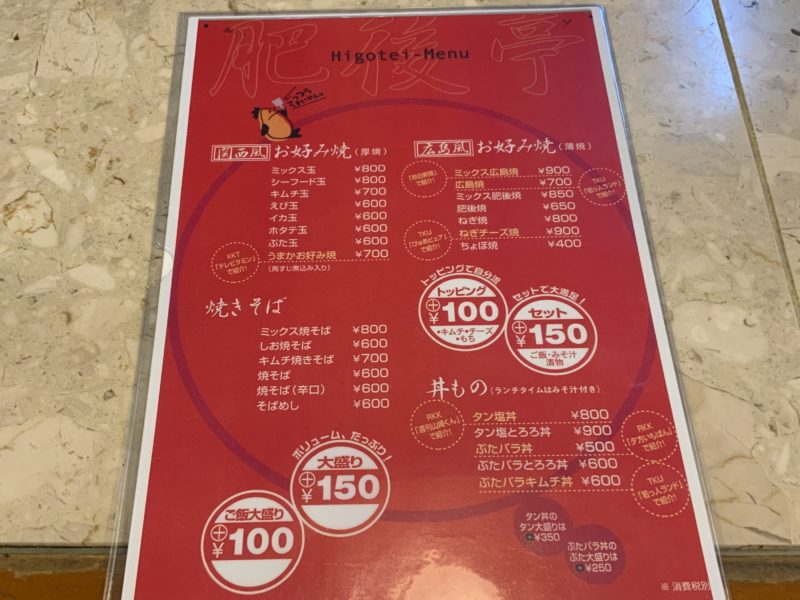 肥後亭
Higotei-Menu
関西風 お好み焼(厚焼)
ミックス玉 ¥800
シーフード玉 ¥800
キムチ玉 ¥700
えび玉 ¥600
イカ玉 ¥600
ホタテ玉 ¥600
ぶた玉 ¥600
KKT
「テレビタミン」
で紹介!
うまかお好み焼 ¥700
(馬すじ煮込み入り)
焼きそば
ミックス焼そば ¥800
しお焼そば ¥600
キムチ焼きそば ¥700
焼そば ¥600
焼そば(辛口) ¥600
そばめし ¥600
ボリューム、たっぷり!
大盛り
+¥150
ご飯大盛り
+¥100
広島風 お好み焼(薄焼)
で紹介!
ミックス広島焼 ¥900
広島焼 ¥700
ミックス肥後焼 ¥850
肥後焼 ¥650
ねぎ焼 ¥800
ねぎチーズ焼 ¥900
ちょぼ焼 ¥400
TKU
「若っ人ランド」
で紹介!
TKU
「ぴゅあピュア」
で紹介!
トッピングで自分流
トッピング
+¥100
•キムチ•チーズ
•もち
セットで大満足!
セット
+¥150
ご飯・みそ汁
漬物
丼もの(ランチタイムはみそ汁付き)
RKK
「週刊山崎くん」
で紹介!
タン塩丼 ¥800
タン塩とろろ丼 ¥900
ぶたバラ丼 ¥500
ぶたバラとろろ丼 ¥600
ぶたバラキムチ丼 ¥600
RKK
「夕方いちばん」
で紹介!
TKU
「若っ人ランド」
で紹介!
タン丼の
タン大盛りは
+¥350
ぶたバラ丼の
ぶたバラ大盛りは
+¥250
※ 消費税別